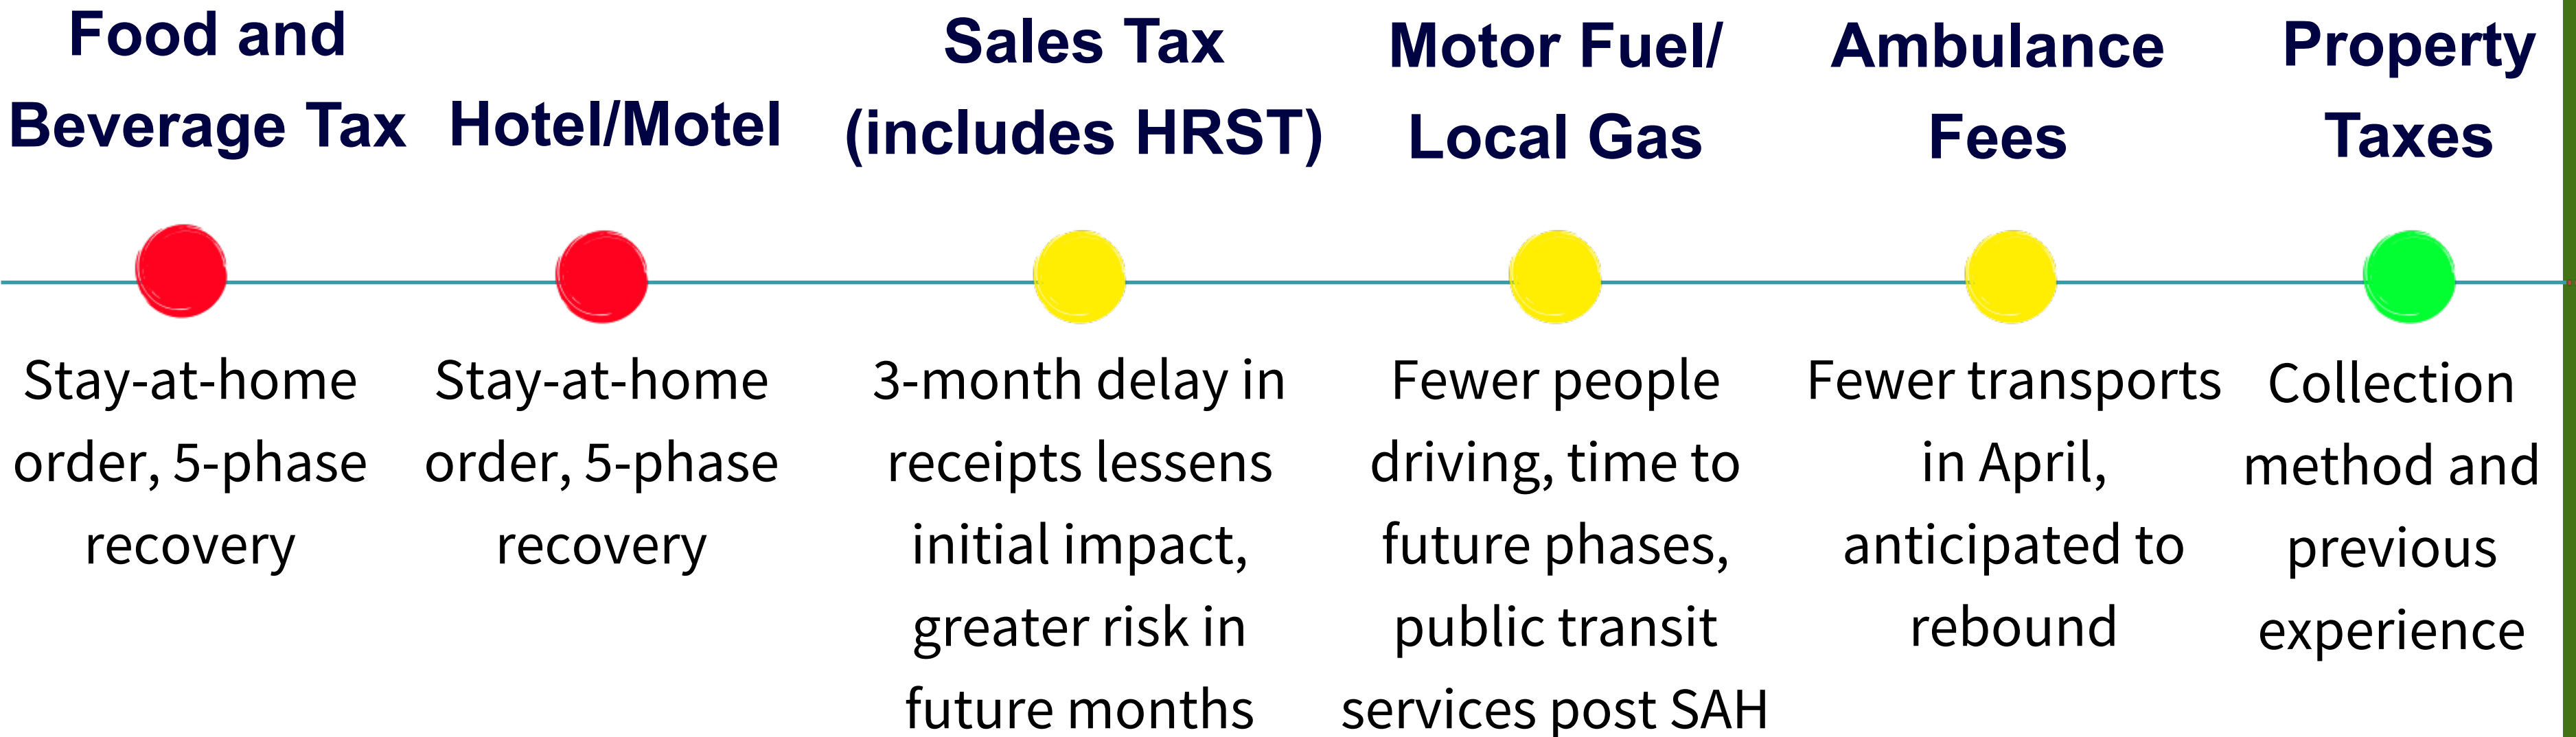 Food and
Beverage Tax
Stay-at-home
order, 5-phase
recovery
Hotel/Motel
Stay-at-home
order, 5-phase
recovery
Sales Tax
(includes HRST)
3-month delay in
receipts lessens
initial impact,
greater risk in
future months
Motor Fuel/
Local Gas
Fewer people
driving, time to
future phases,
public transit
services post SAH
Ambulance
Fees
Fewer transports
in April,
anticipated to
rebound
Property
Taxes
Collection
method and
previous
experience